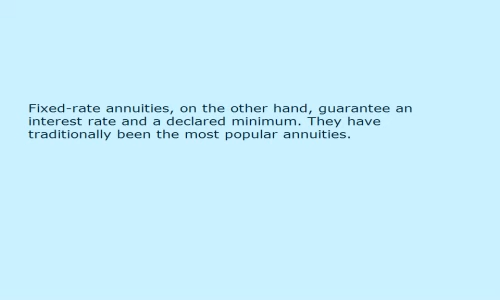 Fixed-rate annuities, on the other hand, guarantee an
interest rate and a declared minimum. They have
traditionally been the most popular annuities.